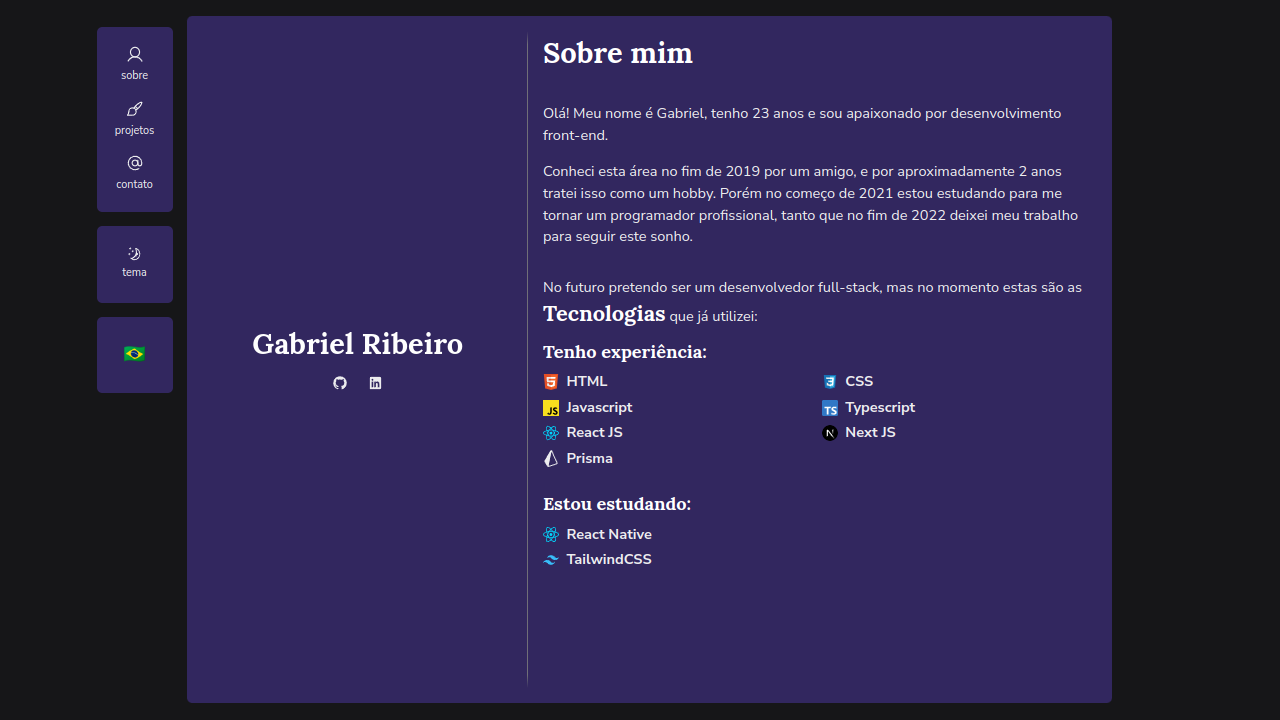 sobre
projetos
contato
tema
Gabriel Ribeiro
Sobre mim
Olá! Meu nome é Gabriel, tenho 23 anos e sou apaixonado por desenvolvimento
front-end.
Conheci esta área no fim de 2019 por um amigo, e por aproximadamente 2 anos
tratei isso como um hobby. Porém no começo de 2021 estou estudando para me
tornar um programador profissional, tanto que no fim de 2022 deixei meu trabalho
para seguir este sonho.
No futuro pretendo ser um desenvolvedor full-stack, mas no momento estas são as
Tecnologias que já utilizei:
Tenho experiência:
HTML
CSS
Javascript
Typescript
React JS
Next JS
Prisma
Estou estudando:
React Native
TailwindCSS